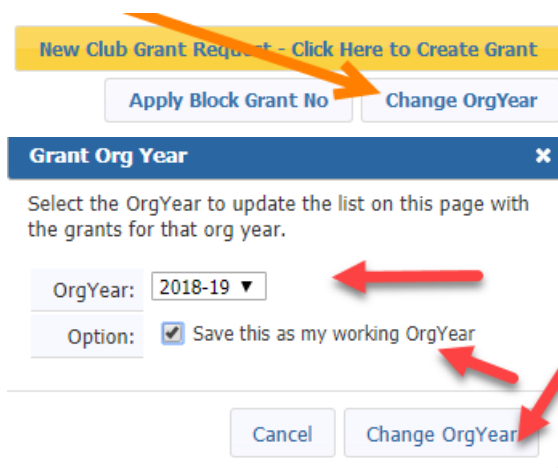 New Club Grant Request - Click Here to Create Grant
Apply Block Grant No Change OrgYear
Grant Org Year ×
Select the OrgYear to update the list on this page with
the grants for that org year.
OrgYear: 2018-19 ▼
Option: Save this as my working OrgYear
Cancel Change OrgYear